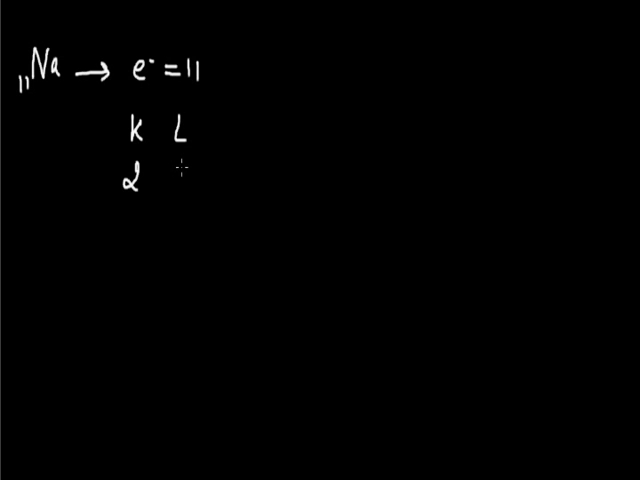 ₁₁Na → e⁻ = 11
K L
2